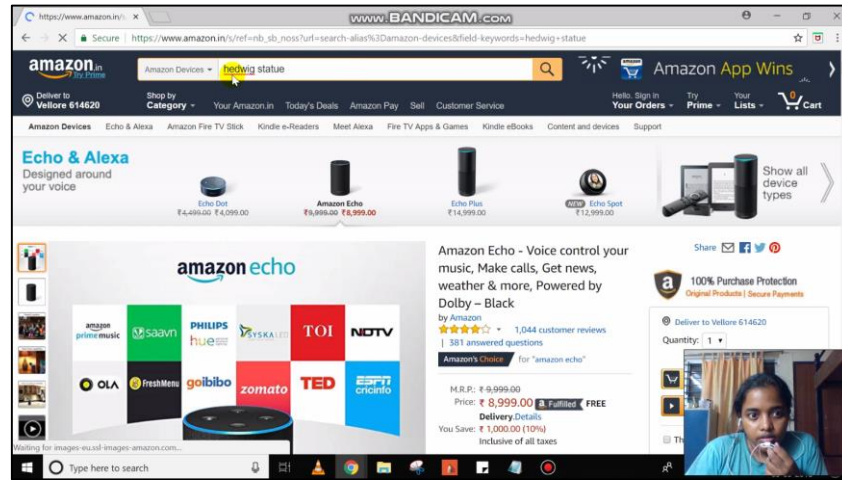 https://www.amazon.in/s
www.BANDICAM.com
Secure | https://www.amazon.in/s/ref=nb_sb_noss?url=search-alias%3Damazon-devices&field-keywords=hedwig+statue
amazon.in
Try Prime
Amazon Devices
hedwig statue
Amazon App Wins
Deliver to
Vellore 614620
Shop by
Category
Your Amazon.in Today's Deals Amazon Pay Sell Customer Service
Hello. Sign in
Your Orders
Try
Prime
Your
Lists
0
Cart
Amazon Devices Echo & Alexa Amazon Fire TV Stick Kindle e-Readers Meet Alexa Fire TV Apps & Games Kindle eBooks Content and devices Support
Echo & Alexa
Designed around
your voice
Echo Dot
₹4,499.00 ₹4,099.00
Amazon Echo
₹9,999.00 ₹8,999.00
Echo Plus
₹14,999.00
NEW Echo Spot
₹12,999.00
Show all
device
types
amazon echo
amazon
prime music
saavn
PHILIPS
hue
SYSKA LED
TOI
NDTV
OLA
FreshMenu
goibibo
zomato
TED
ESPN
cricinfo
Amazon Echo - Voice control your
music, Make calls, Get news,
weather & more, Powered by
Dolby – Black
by Amazon
1,044 customer reviews
| 381 answered questions
Amazon's Choice for "amazon echo"
M.R.P.: ₹ 9,999.00
Price: ₹ 8,999.00 Fulfilled FREE
Delivery.Details
You Save: ₹ 1,000.00 (10%)
Inclusive of all taxes
Share
100% Purchase Protection
Original Products | Secure Payments
Deliver to Vellore 614620
Quantity: 1
Th
Waiting for images-eu.ssl-images-amazon.com...
Type here to search